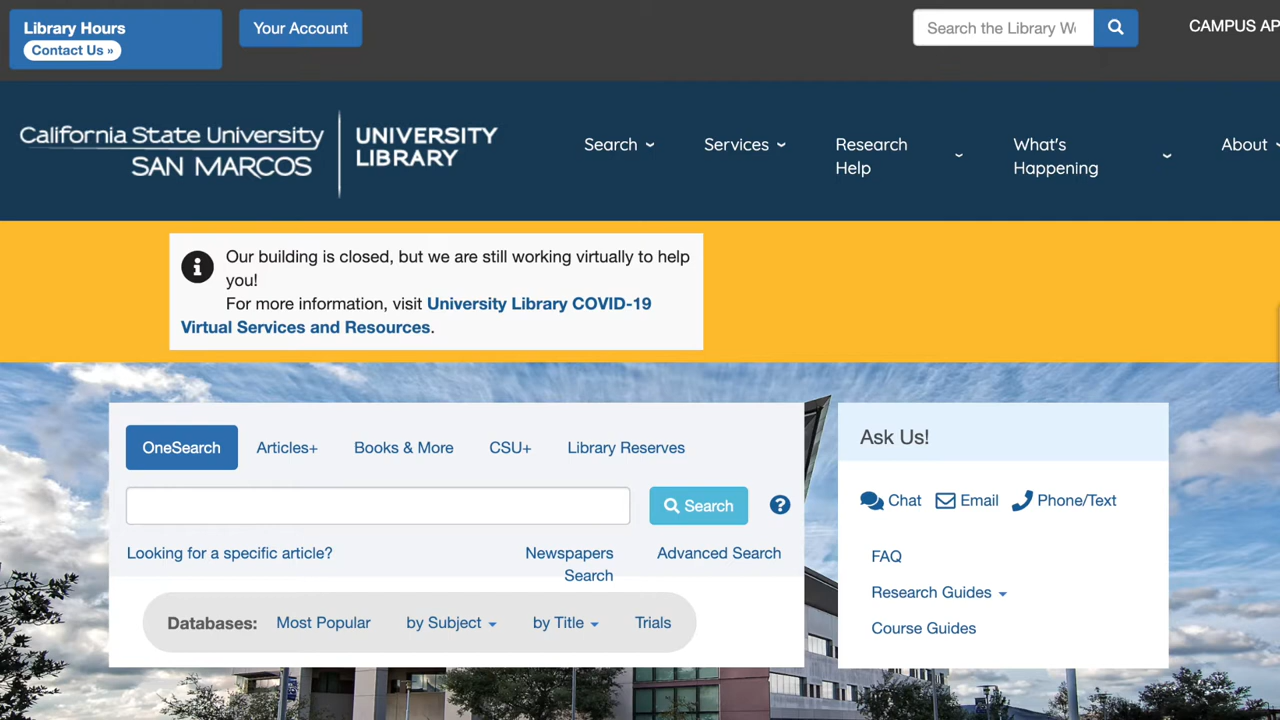 Library Hours
Contact Us »
Your Account
Search the Library W
CAMPUS AP
California State University
SAN MARCOS
UNIVERSITY
LIBRARY
Search
Services
Research
Help
What's
Happening
About
Our building is closed, but we are still working virtually to help
you!
For more information, visit University Library COVID-19
Virtual Services and Resources.
OneSearch
Articles+
Books & More
CSU+
Library Reserves
Search
Looking for a specific article?
Newspapers
Search
Advanced Search
Databases:
Most Popular
by Subject
by Title
Trials
Ask Us!
Chat
Email
Phone/Text
FAQ
Research Guides
Course Guides